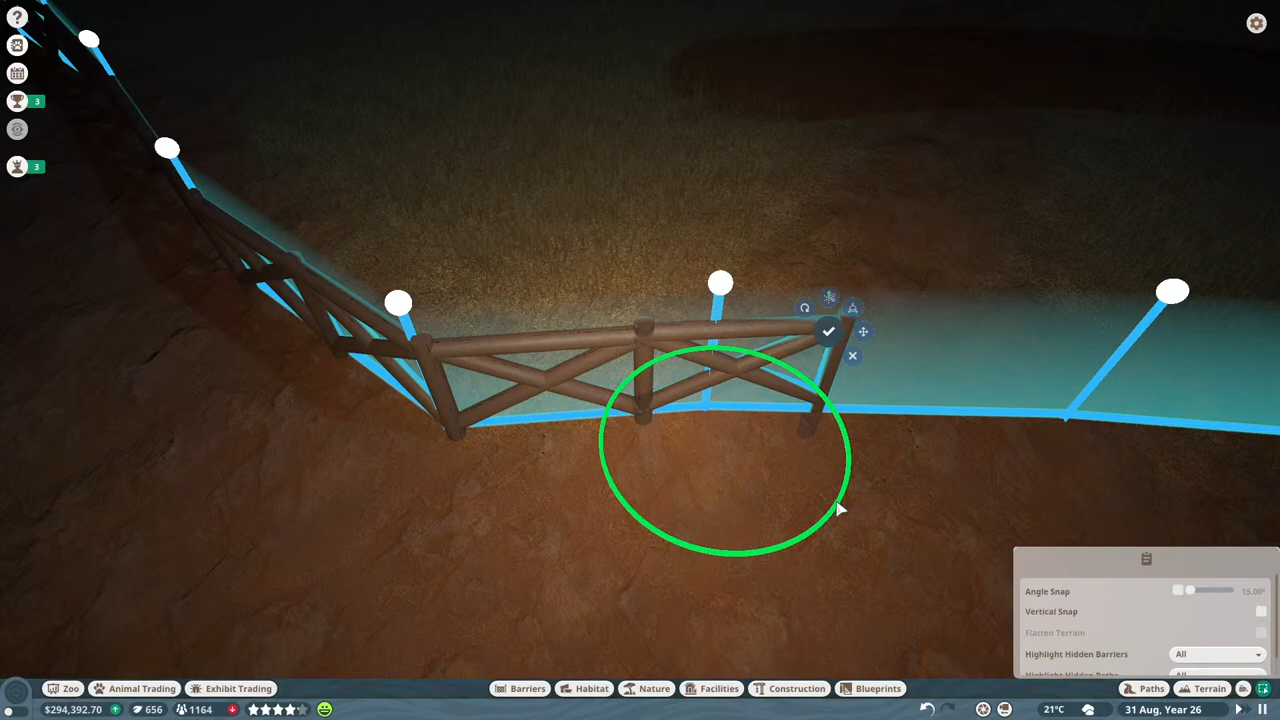 ?
3
3
Angle Snap 15.00°
Vertical Snap
Flatten Terrain
Highlight Hidden Barriers All
Zoo Animal Trading Exhibit Trading Barriers Habitat Nature Facilities Construction Blueprints Paths Terrain
$294,392.70 656 1164 21°C 31 Aug, Year 26